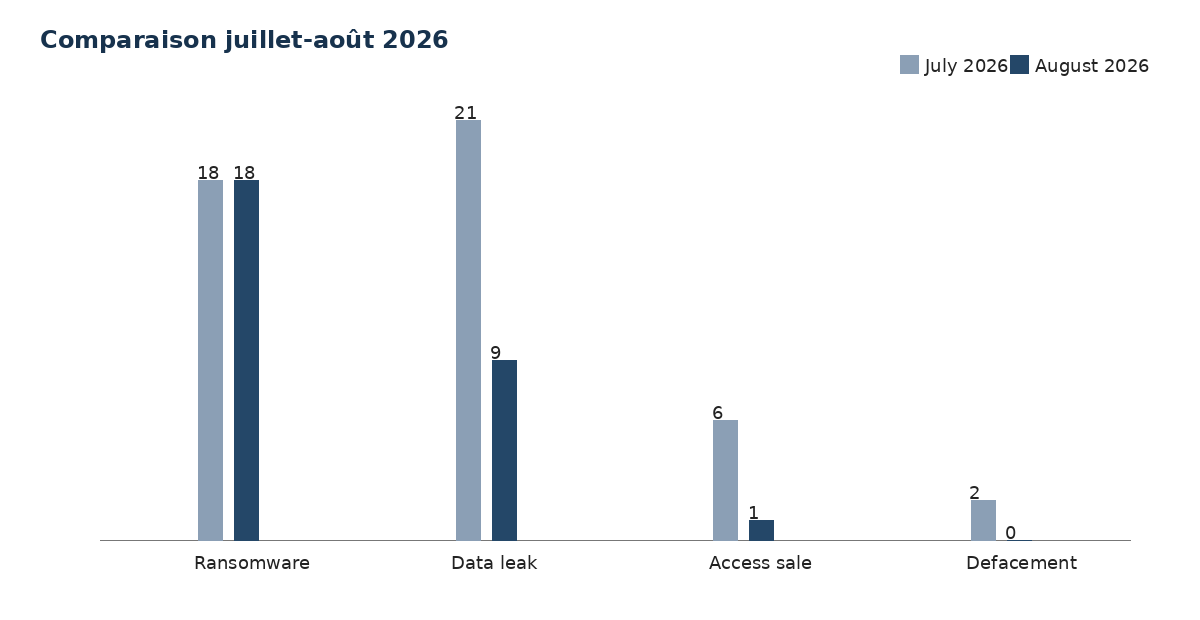 Comparaison juillet-août 2026
July 2026 August 2026
21
18 18
9
6
1
2
0
Ransomware Data leak Access sale Defacement